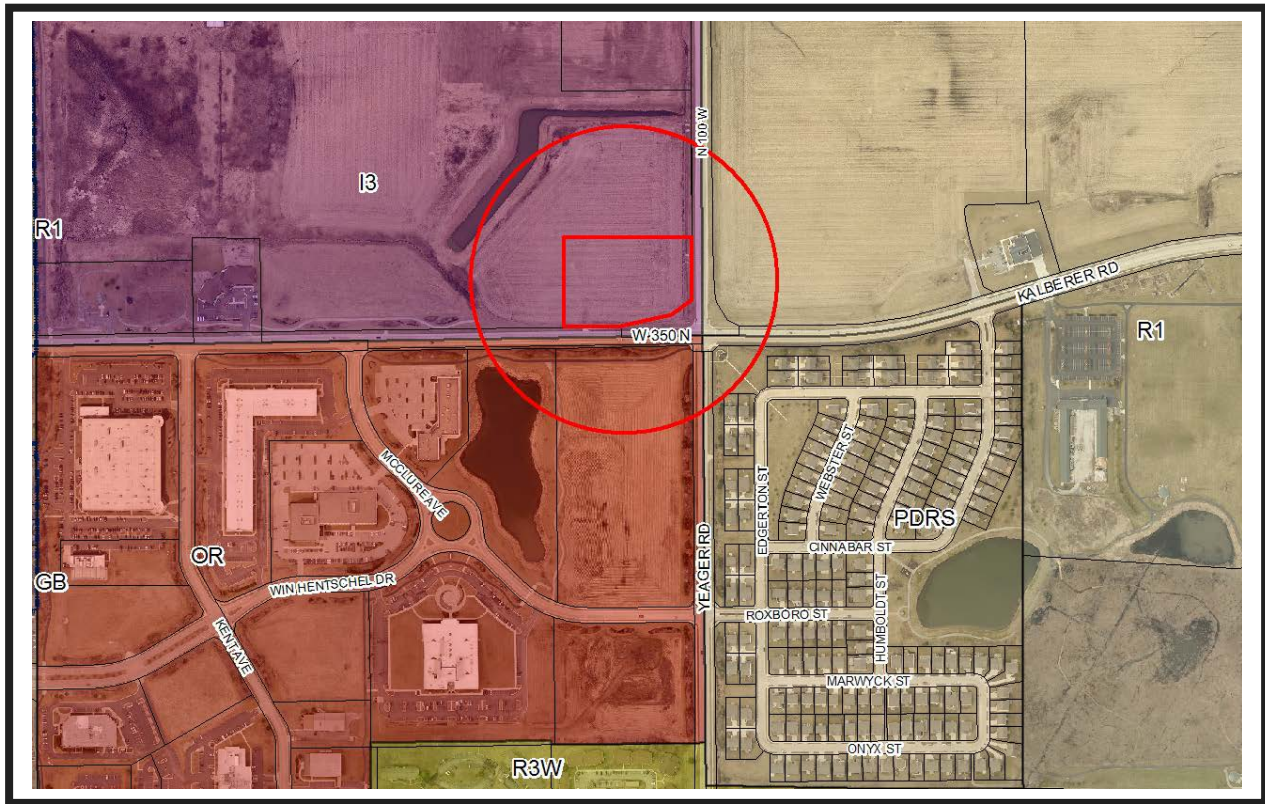 N 100 W
I3
R1
KALBERER RD
W 350 N
R1
MCCLURE AVE
WEBSTER ST
EDGERTON ST
PDRS
CINNABAR ST
OR
GB
WIN HENTSCHEL DR
YEAGER RD
ROXBORO ST
HUMBOLDT ST
KENT AVE
MARWYCK ST
ONYX ST
R3W